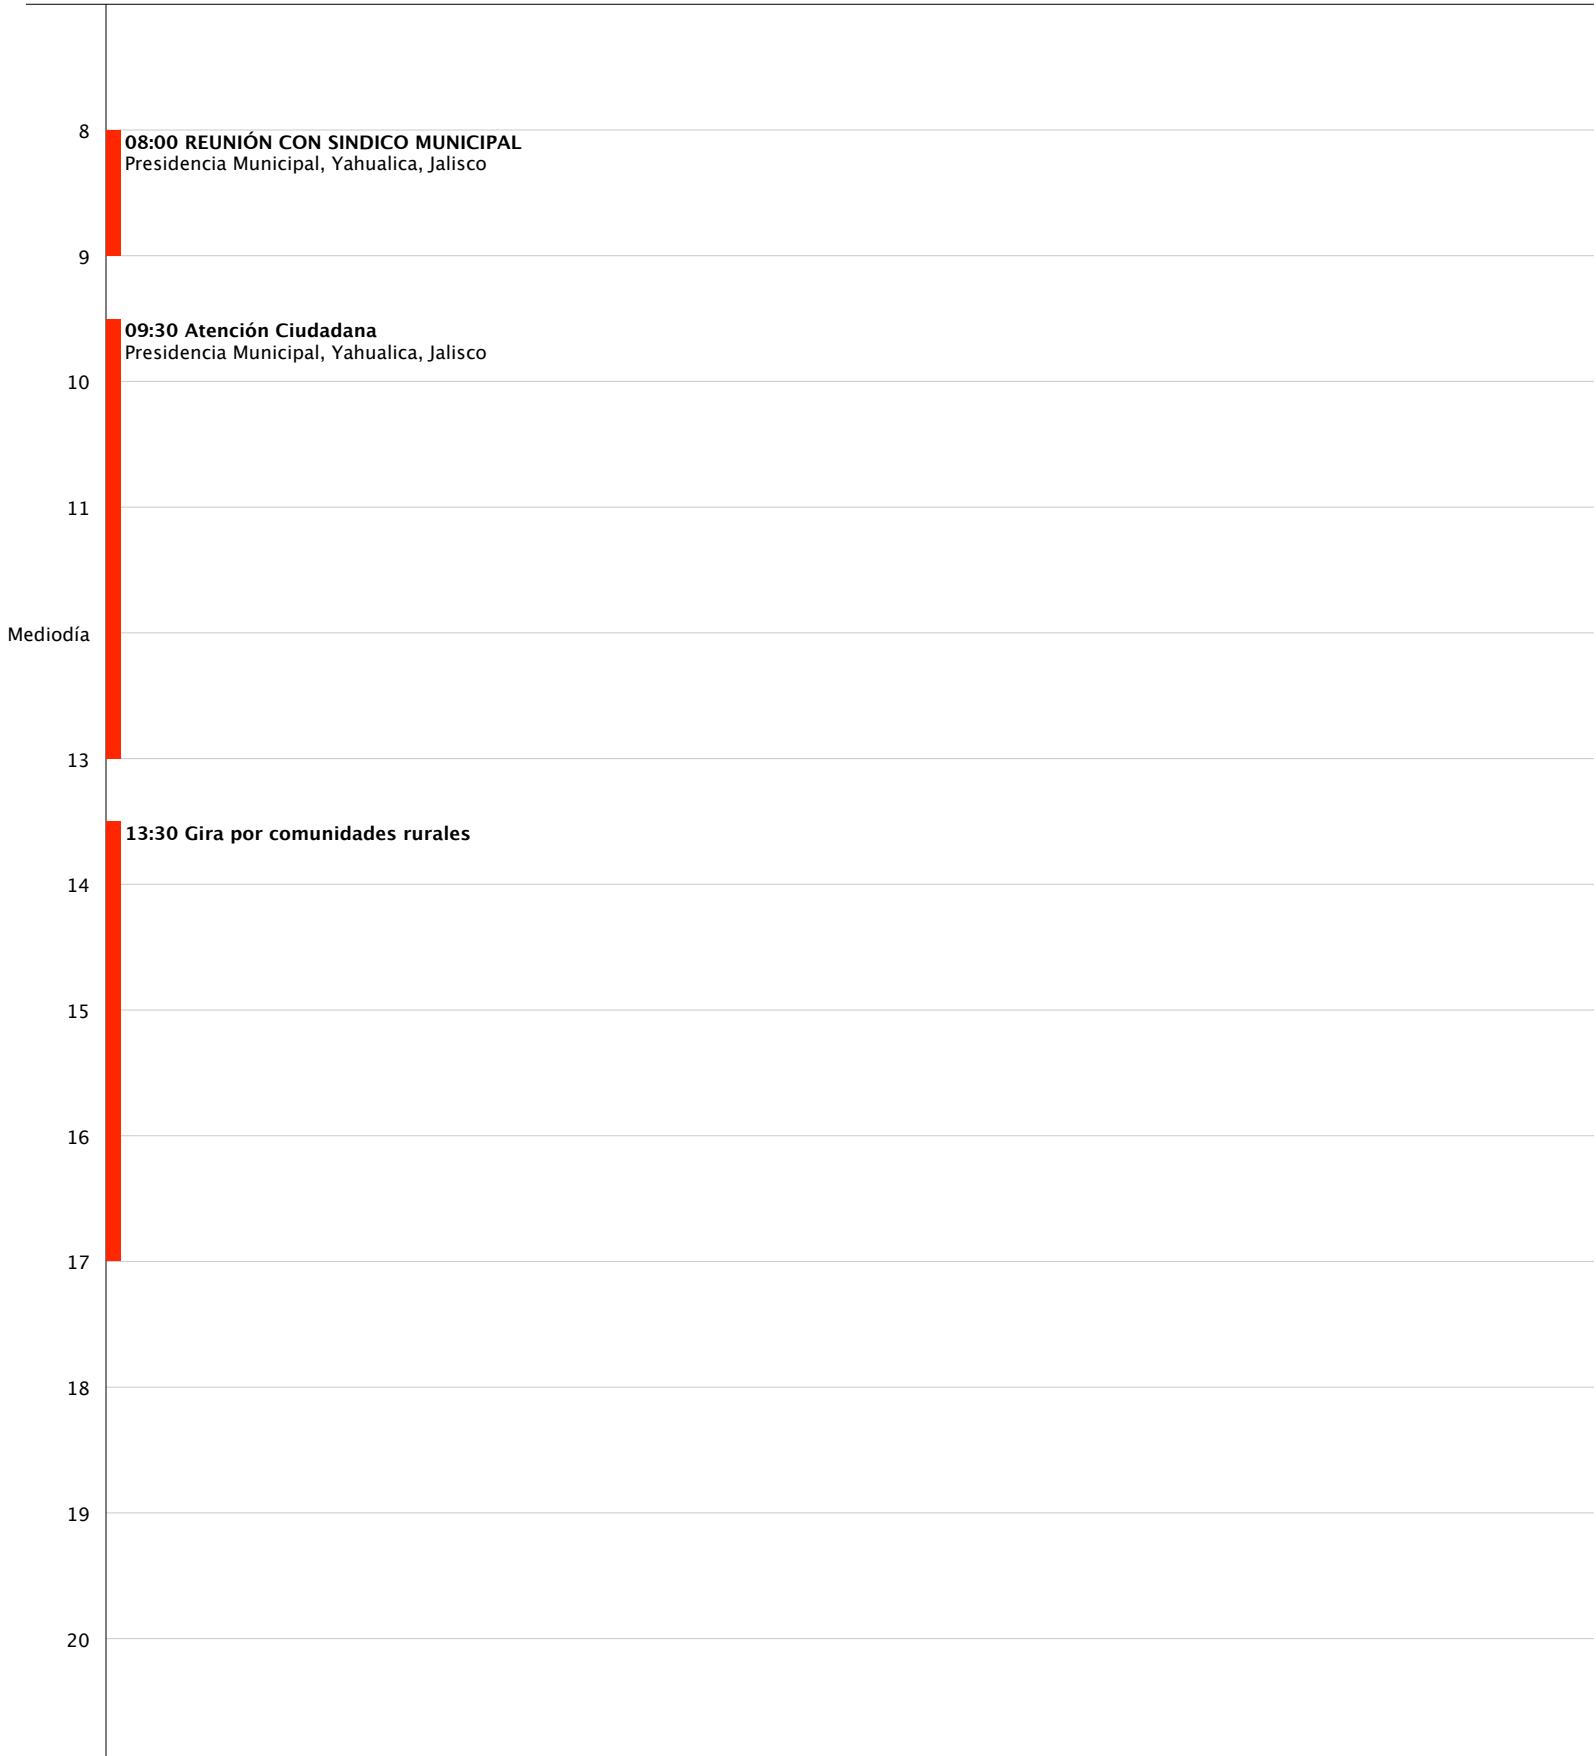 8
08:00 REUNIÓN CON SINDICO MUNICIPAL
Presidencia Municipal, Yahualica, Jalisco
9
09:30 Atención Ciudadana
Presidencia Municipal, Yahualica, Jalisco
10
11
Mediodía
13
13:30 Gira por comunidades rurales
14
15
16
17
18
19
20